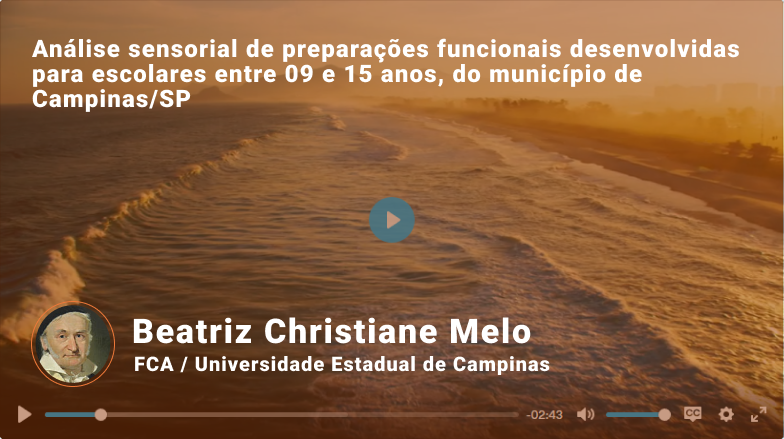 Análise sensorial de preparações funcionais desenvolvidas
para escolares entre 09 e 15 anos, do município de
Campinas/SP
Beatriz Christiane Melo
FCA / Universidade Estadual de Campinas
-02:43
CC